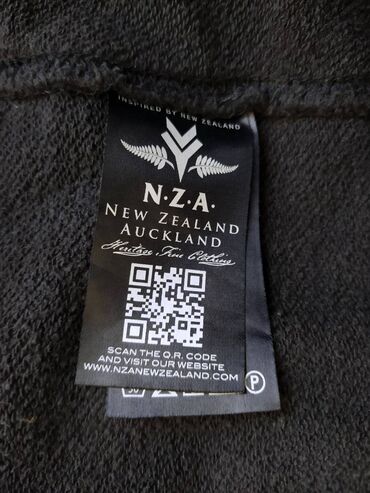 INSPIRED BY NEW ZEALAND
N·Z·A·
NEW ZEALAND
AUCKLAND
Heritage Fine Clothing
SCAN THE Q.R. CODE
AND VISIT OUR WEBSITE
WWW.NZANEWZEALAND.COM
30
P